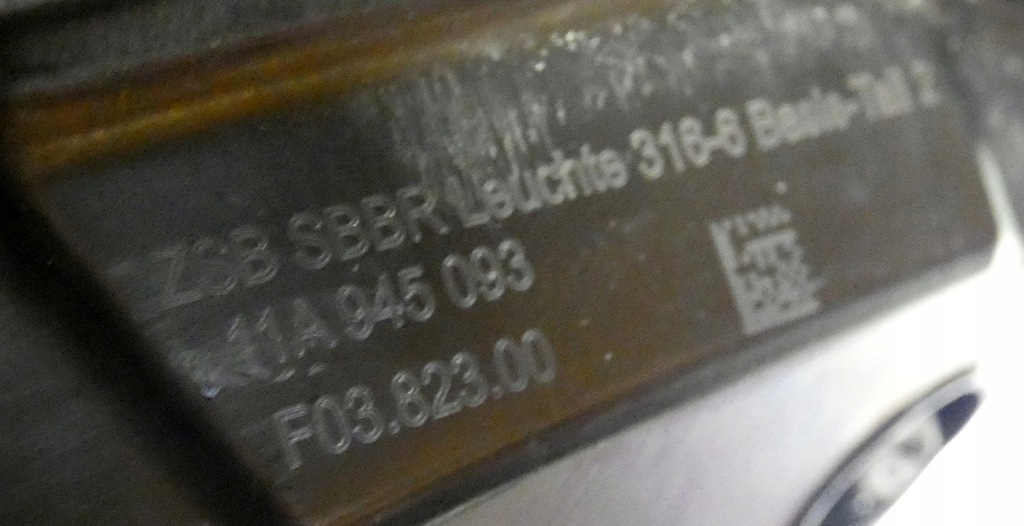 ZSB SBBR Leuchte 316-6 Basis-Teil 2
11A 945 093
F03.823.00